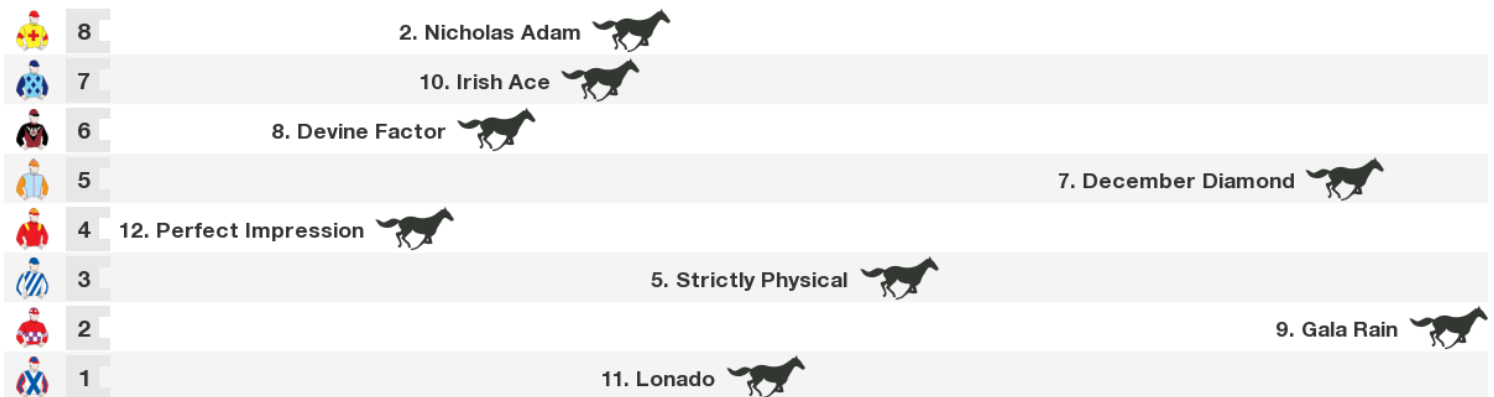 8 2. Nicholas Adam
7 10. Irish Ace
6 8. Devine Factor
5 7. December Diamond
4 12. Perfect Impression
3 5. Strictly Physical
2 9. Gala Rain
1 11. Lonado